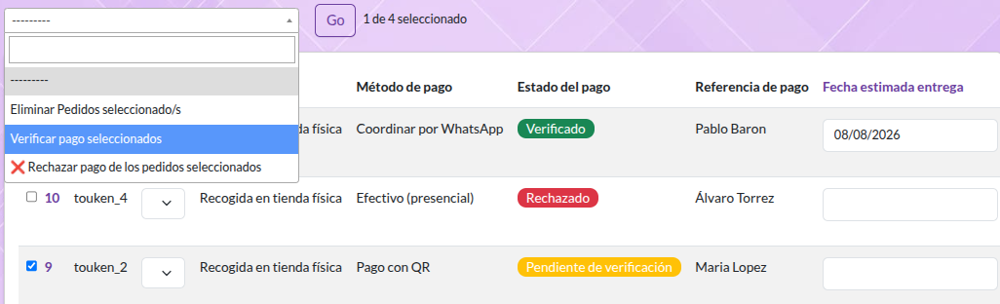 ---------
Go
1 de 4 seleccionado
---------
Eliminar Pedidos seleccionado/s
Verificar pago seleccionados
❌ Rechazar pago de los pedidos seleccionados
Método de pago Estado del pago Referencia de pago Fecha estimada entrega
da física Coordinar por WhatsApp Verificado Pablo Baron 08/08/2026
10 touken_4 Recogida en tienda física Efectivo (presencial) Rechazado Álvaro Torrez
9 touken_2 Recogida en tienda física Pago con QR Pendiente de verificación Maria Lopez